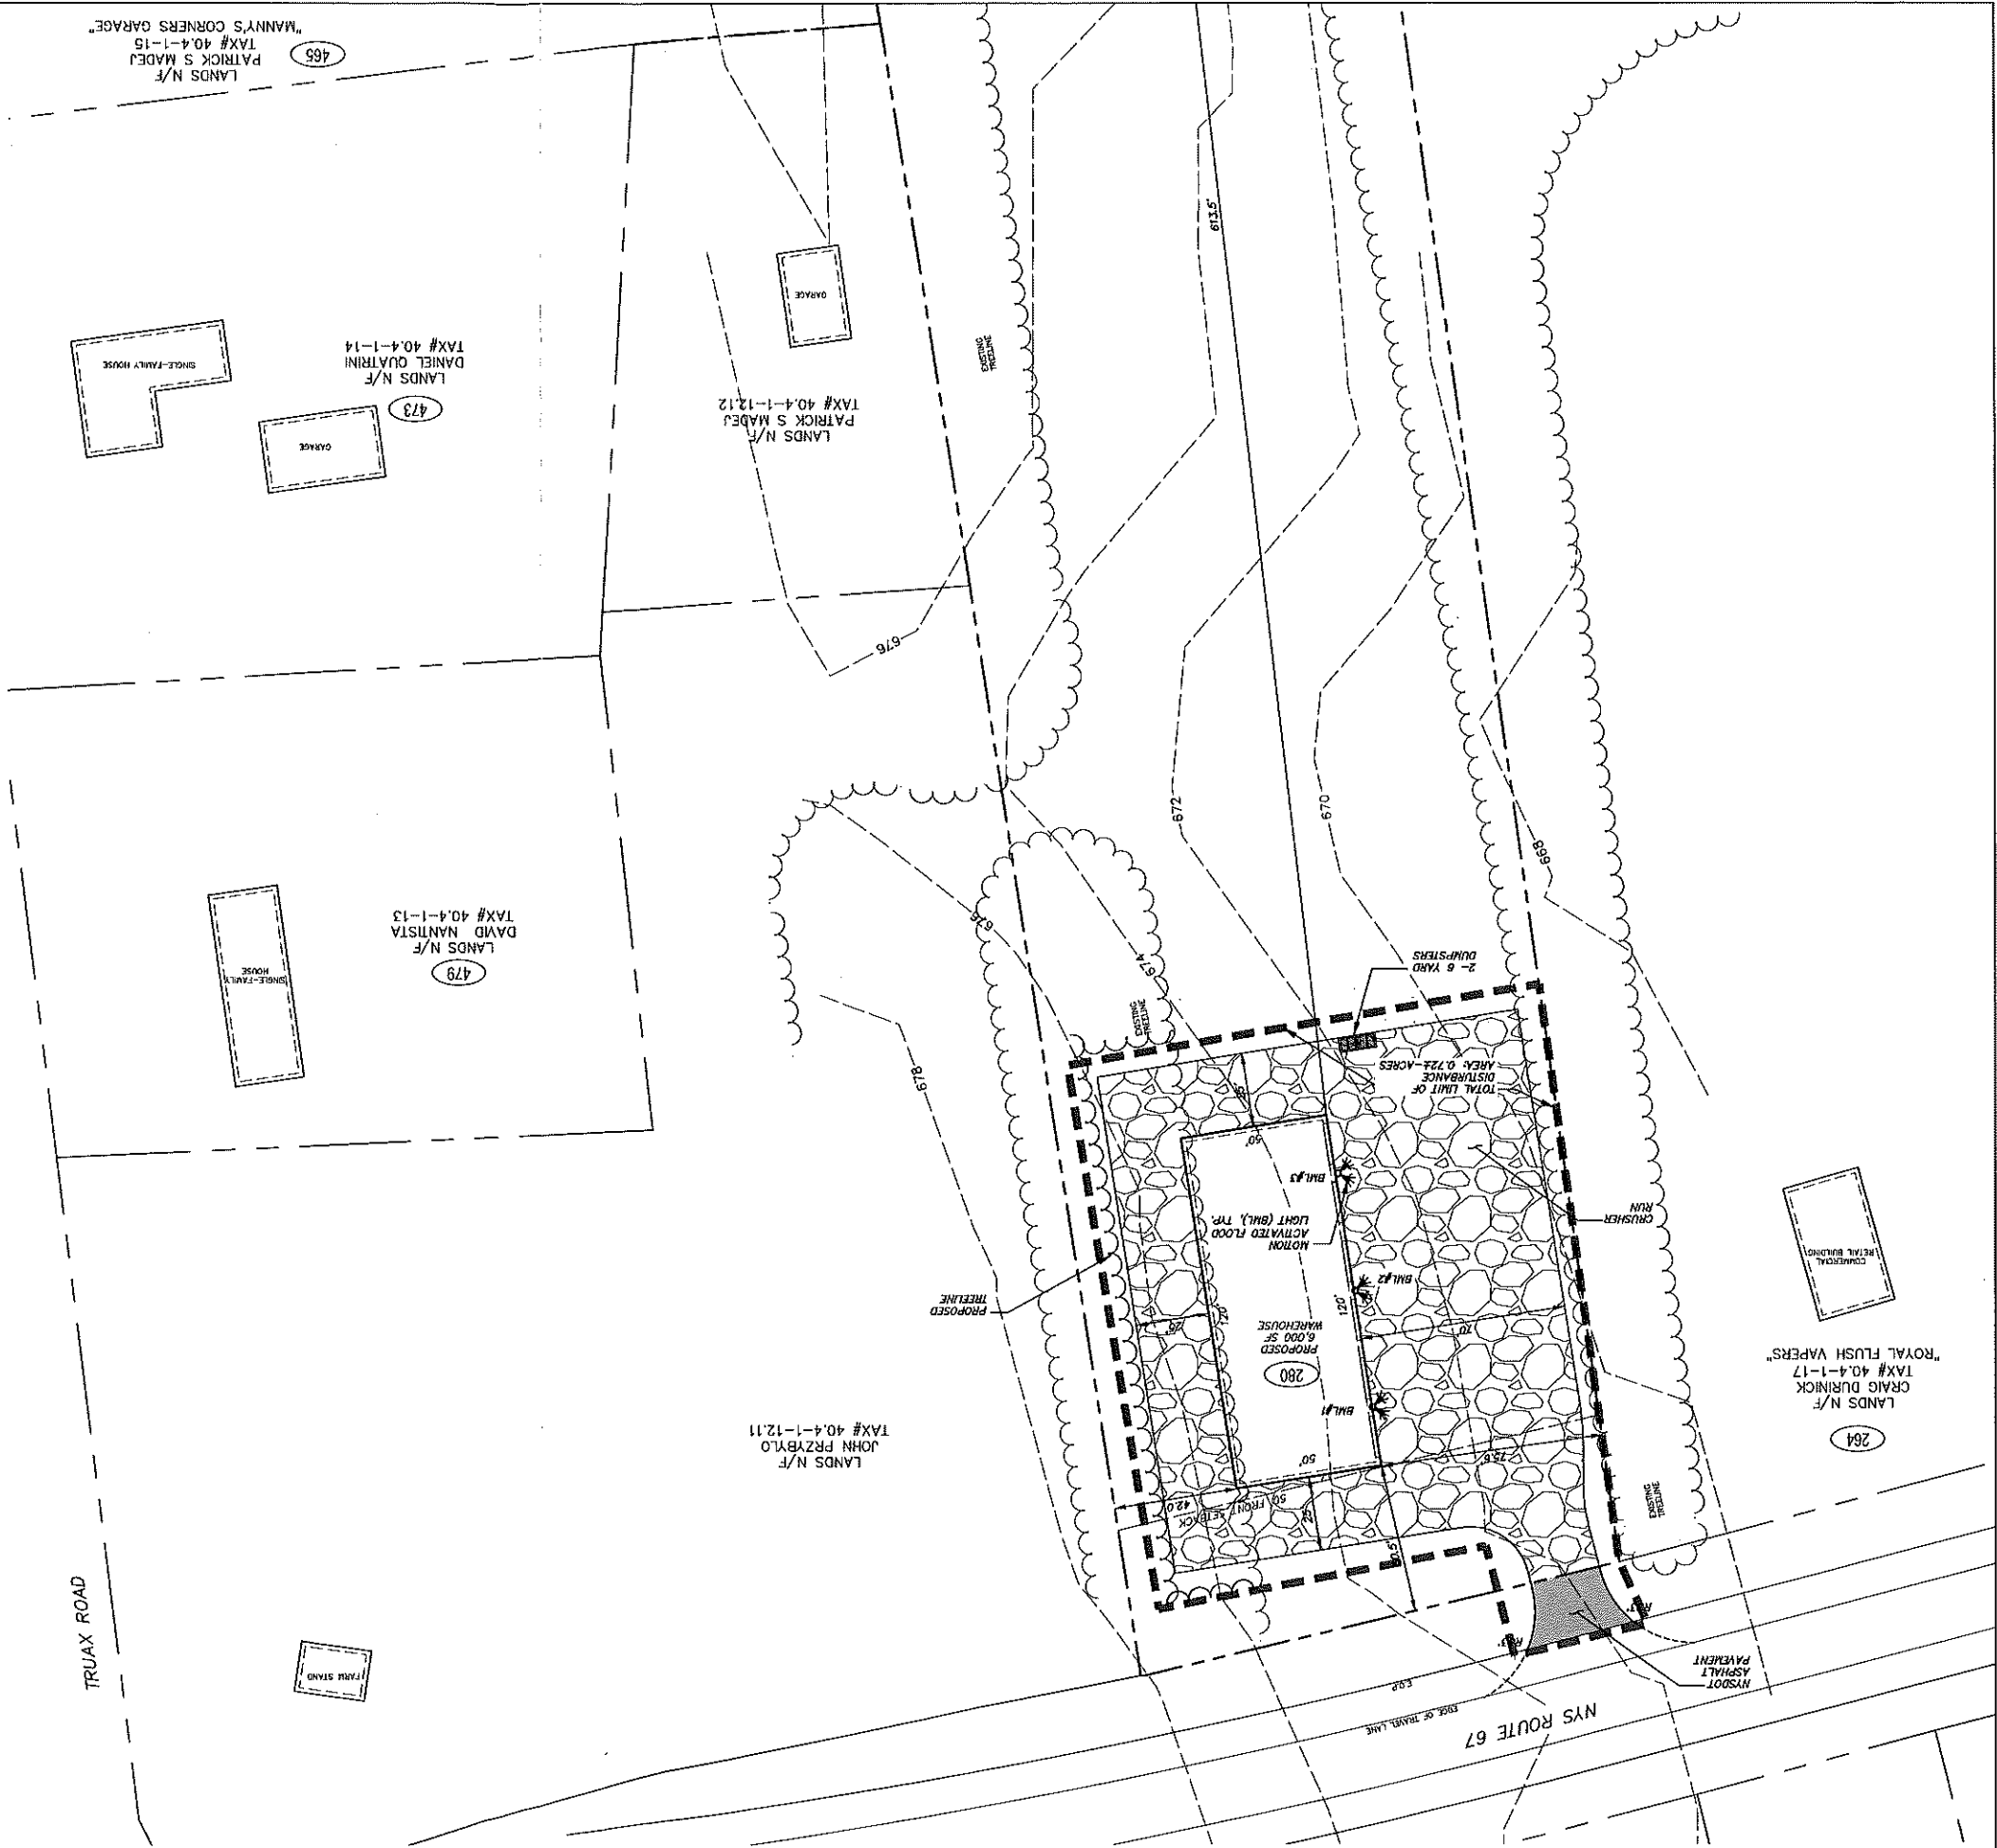 NYS ROUTE 67
EDGE OF TRAVEL LANE
E.O.P
NYSDOT
ASPHALT
PAVEMENT
TRUAX ROAD
FARM STAND
EXISTING
TREELINE
264
LANDS N/F
CRAIG DURINICK
TAX# 40.4-1-17
"ROYAL FLUSH VAPERS"
COMMERCIAL
RETAIL BUILDING
25'
50' FRONT SETBACK
42.0
75.6'
50'
BML#1
280
PROPOSED
6,000 SF
WAREHOUSE
120'
120'
70'
25'
BML#2
MOTION
ACTIVATED FLOOD
LIGHT (BML), TYP.
BML#3
50'
CRUSHER
RUN
PROPOSED
TREELINE
TOTAL LIMIT OF
DISTURBANCE
AREA: 0.72±-ACRES
2- 6 YARD
DUMPSTERS
LANDS N/F
JOHN PRZYBYLO
TAX# 40.4-1-12.11
EXISTING
TREELINE
678
676
674
672
670
668
676
479
LANDS N/F
DAVID NANTISTA
TAX# 40.4-1-13
SINGLE-FAMILY
HOUSE
LANDS N/F
PATRICK S MADEJ
TAX# 40.4-1-12.12
GARAGE
EXISTING
TREELINE
613.5'
473
LANDS N/F
DANIEL QUATRINI
TAX# 40.4-1-14
GARAGE
SINGLE-FAMILY HOUSE
465
LANDS N/F
PATRICK S MADEJ
TAX# 40.4-1-15
"MANNY'S CORNERS GARAGE"